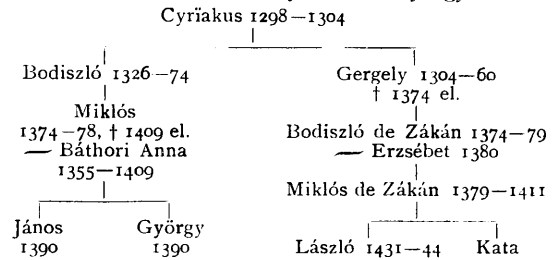 Cyrïakus 1298—1304
Bodiszló 1326—74
Gergely 1304—60
† 1374 el.
Miklós
1374—78, † 1409 el.
— Báthori Anna
1355—1409
Bodiszló de Zákán 1374—79
— Erzsébet 1380
Miklós de Zákán 1379—1411
János
1390
György
1390
László 1431—44
Kata